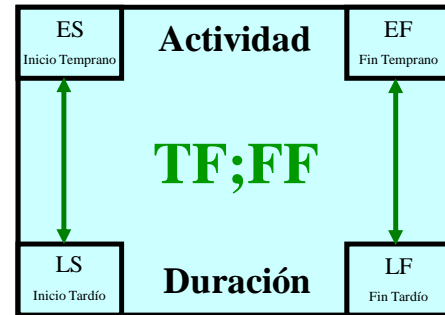 ES
Inicio Temprano
Actividad
EF
Fin Temprano
TF;FF
LS
Inicio Tardío
Duración
LF
Fin Tardío